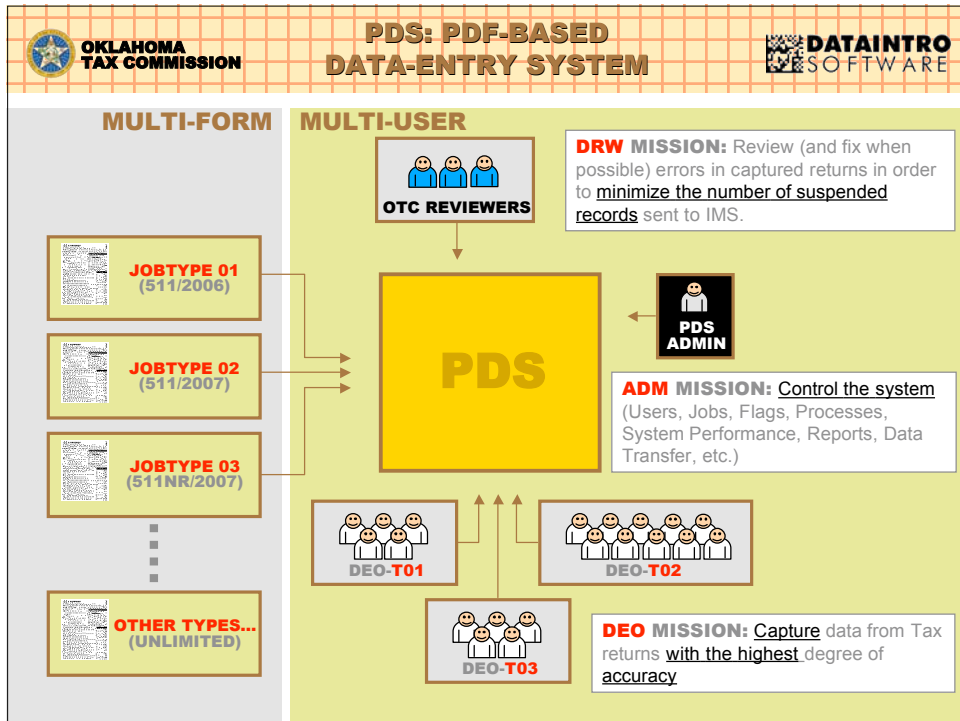 OKLAHOMA
TAX COMMISSION
PDS: PDF-BASED
DATA-ENTRY SYSTEM
DATAINTRO
SOFTWARE
MULTI-FORM
JOBTYPE 01
(511/2006)
JOBTYPE 02
(511/2007)
JOBTYPE 03
(511NR/2007)
OTHER TYPES...
(UNLIMITED)
MULTI-USER
OTC REVIEWERS
DRW MISSION: Review (and fix when
possible) errors in captured returns in order
to minimize the number of suspended
records sent to IMS.
PDS
PDS
ADMIN
ADM MISSION: Control the system
(Users, Jobs, Flags, Processes,
System Performance, Reports, Data
Transfer, etc.)
DEO-T01
DEO-T02
DEO-T03
DEO MISSION: Capture data from Tax
returns with the highest degree of
accuracy